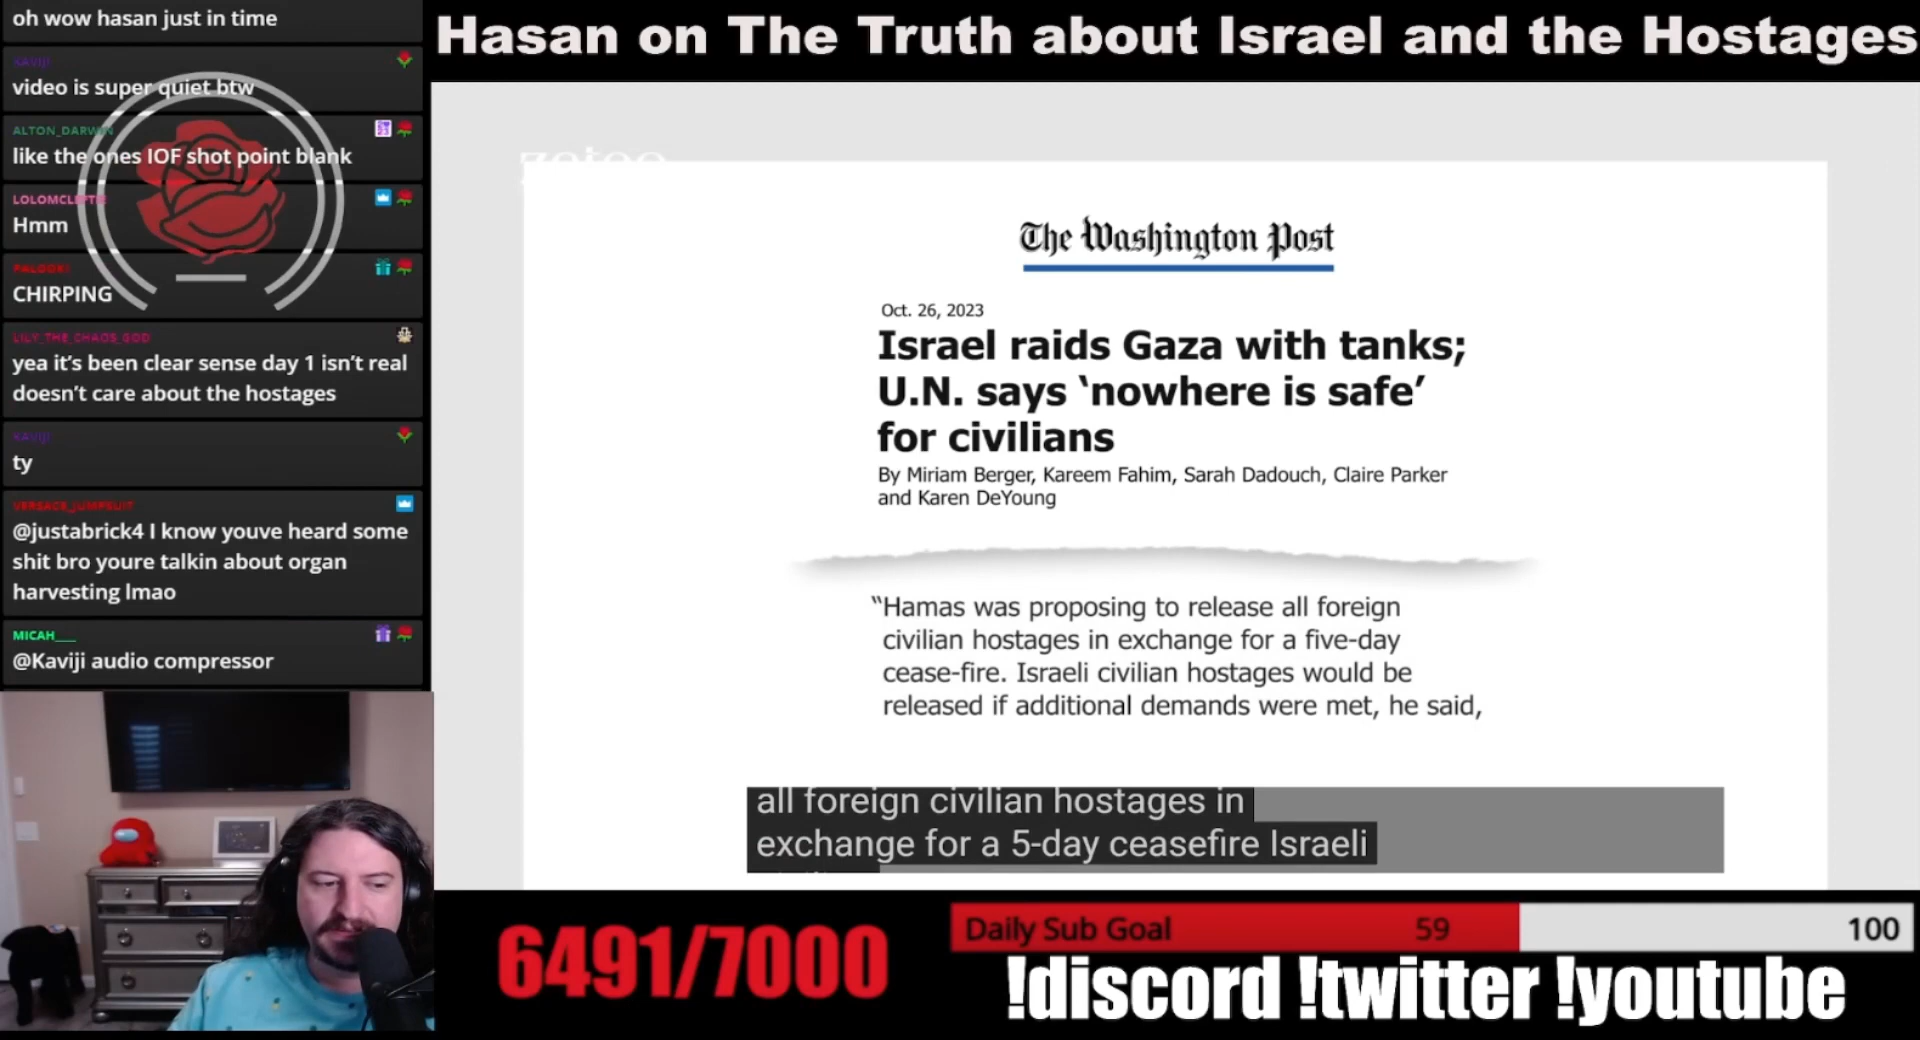 oh wow hasan just in time
KAVIJI
video is super quiet btw
ALTON_DARWIN
like the ones IOF shot point blank
Hmm
CHIRPING
LILY_THE_CHAOS_GOD
yea it's been clear sense day 1 isn't real
doesn't care about the hostages
KAVIJI
ty
VERSACE_JUMPSUIT
@justabrick4 I know youve heard some
shit bro youre talkin about organ
harvesting lmao
MICAH___
@Kaviji audio compressor
Hasan on The Truth about Israel and the Hostages
zeteo
The Washington Post
Oct. 26, 2023
Israel raids Gaza with tanks;
U.N. says ‘nowhere is safe’
for civilians
By Miriam Berger, Kareem Fahim, Sarah Dadouch, Claire Parker
and Karen DeYoung
“Hamas was proposing to release all foreign
civilian hostages in exchange for a five-day
cease-fire. Israeli civilian hostages would be
released if additional demands were met, he said,
all foreign civilian hostages in
exchange for a 5-day ceasefire Israeli
6491/7000
Daily Sub Goal 59 100
!discord !twitter !youtube